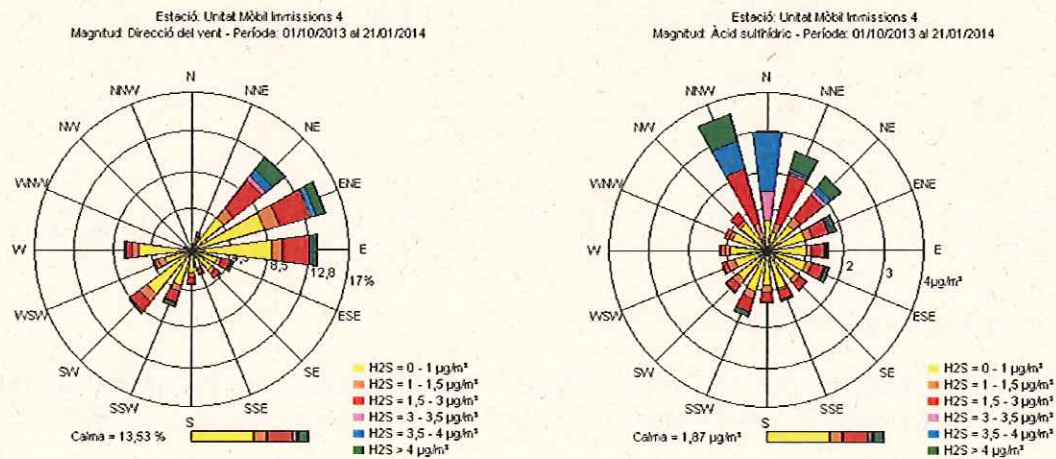 Estació: Unitat Mòbil Immissions 4
Magnitud: Direcció del vent - Període: 01/10/2013 al 21/01/2014
N
NNW
NNE
NW
NE
WNW
ENE
W
E
8,5
12,8
17%
WSW
ESE
SW
SE
SSW
SSE
S
Calma = 13,53 %
H2S = 0 - 1 µg/m³
H2S = 1 - 1,5 µg/m³
H2S = 1,5 - 3 µg/m³
H2S = 3 - 3,5 µg/m³
H2S = 3,5 - 4 µg/m³
H2S > 4 µg/m³
Estació: Unitat Mòbil Immissions 4
Magnitud: Àcid sulfhídric - Període: 01/10/2013 al 21/01/2014
N
NNW
NNE
NW
NE
WNW
ENE
W
E
2
3
4µg/m³
WSW
ESE
SW
SE
SSW
SSE
S
Calma = 1,87 µg/m³
H2S = 0 - 1 µg/m³
H2S = 1 - 1,5 µg/m³
H2S = 1,5 - 3 µg/m³
H2S = 3 - 3,5 µg/m³
H2S = 3,5 - 4 µg/m³
H2S > 4 µg/m³